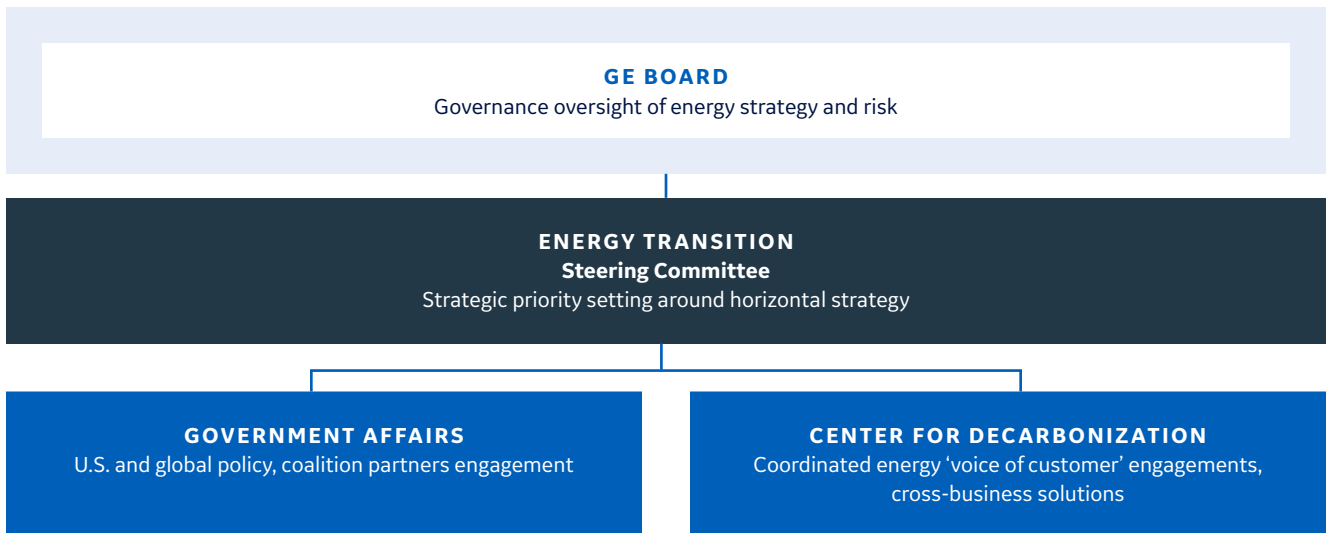 GE BOARD
Governance oversight of energy strategy and risk
ENERGY TRANSITION
Steering Committee
Strategic priority setting around horizontal strategy
GOVERNMENT AFFAIRS
U.S. and global policy, coalition partners engagement
CENTER FOR DECARBONIZATION
Coordinated energy ‘voice of customer’ engagements,
cross-business solutions